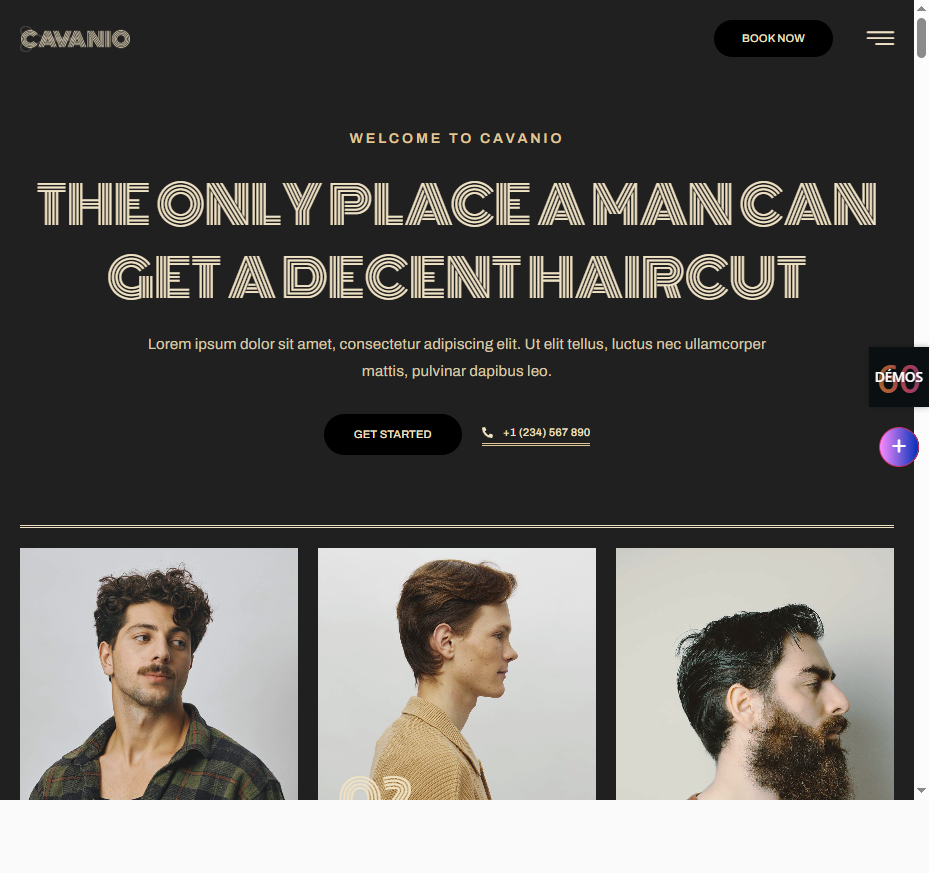 CAVANIO
BOOK NOW
WELCOME TO CAVANIO
THE ONLY PLACE A MAN CAN
GET A DECENT HAIRCUT
Lorem ipsum dolor sit amet, consectetur adipiscing elit. Ut elit tellus, luctus nec ullamcorper
mattis, pulvinar dapibus leo.
60
DÉMOS
GET STARTED
+1 (234) 567 890
02